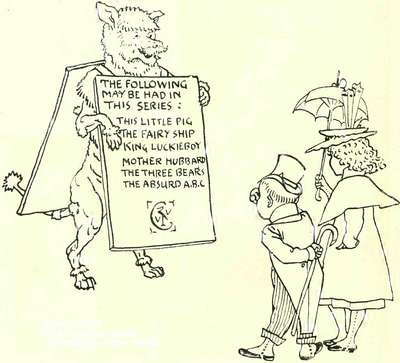 THE FOLLOWING
MAY BE HAD IN
THIS SERIES:
THIS LITTLE PIG
THE FAIRY SHIP
KING LUCKIEBOY
MOTHER HUBBARD
THE THREE BEARS
THE ABSURD A.B.C